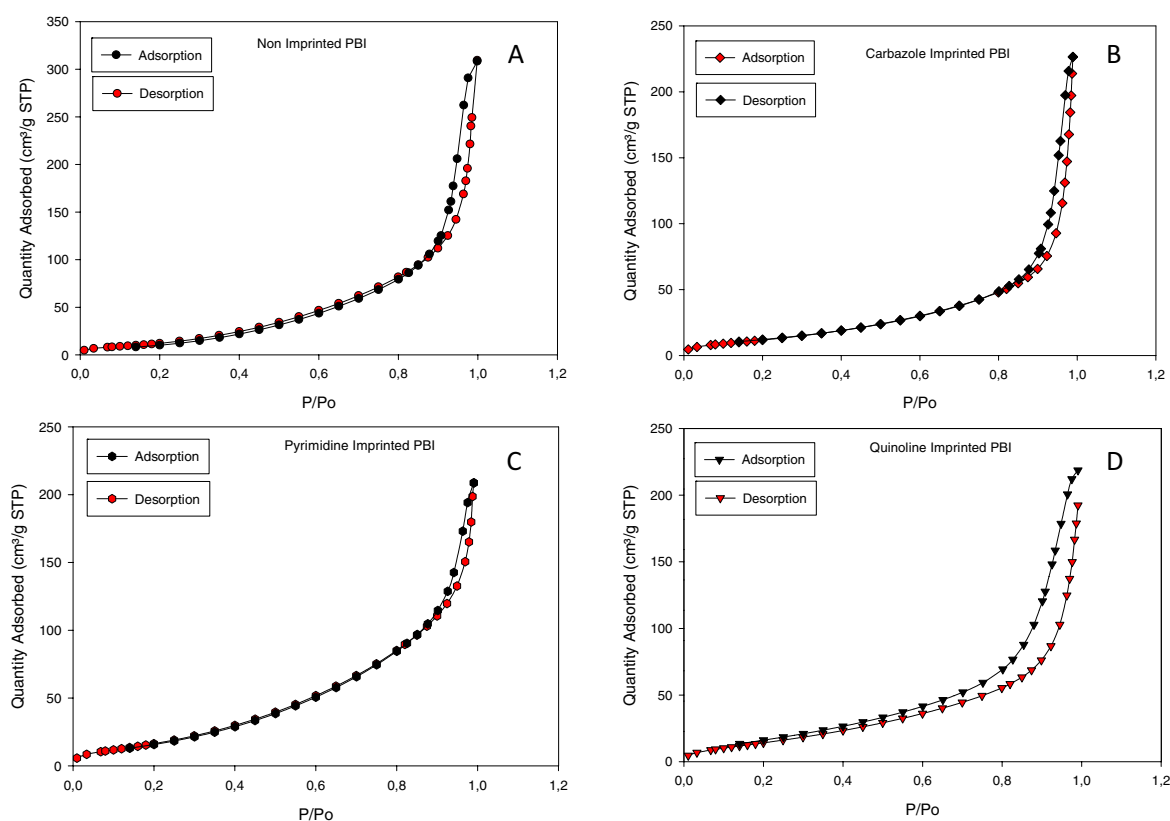 Non Imprinted PBI
A
Adsorption
Desorption
Quantity Adsorbed (cm³/g STP)
350
300
250
200
150
100
50
0
0,0 0,2 0,4 0,6 0,8 1,0 1,2
P/Po
Carbazole Imprinted PBI
B
Adsorption
Desorption
Quantity Adsorbed (cm³/g STP)
250
200
150
100
50
0
0,0 0,2 0,4 0,6 0,8 1,0 1,2
P/Po
Pyrimidine Imprinted PBI
C
Adsorption
Desorption
Quantity Adsorbed (cm³/g STP)
250
200
150
100
50
0
0,0 0,2 0,4 0,6 0,8 1,0 1,2
P/Po
Quinoline Imprinted PBI
D
Adsorption
Desorption
Quantity Adsorbed (cm³/g STP)
250
200
150
100
50
0
0,0 0,2 0,4 0,6 0,8 1,0 1,2
P/Po